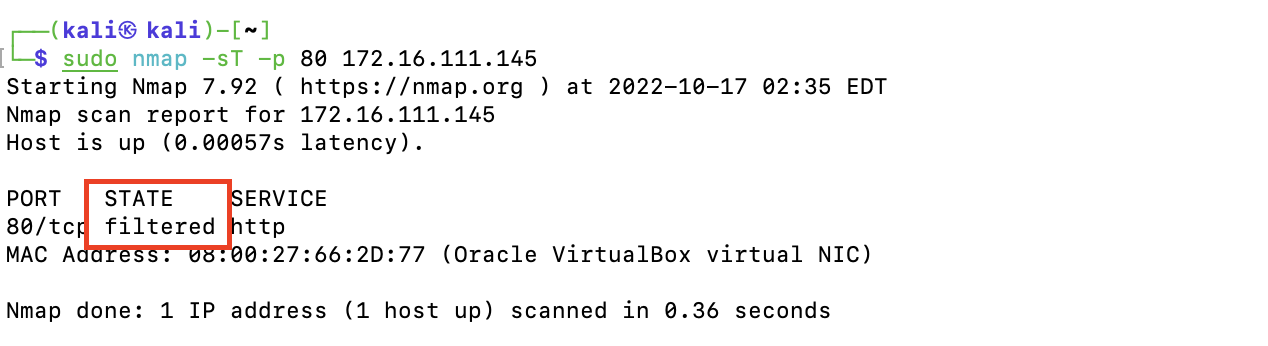 ┌──(kali㉿ kali)-[~]
└─$ sudo nmap -sT -p 80 172.16.111.145
Starting Nmap 7.92 ( https://nmap.org ) at 2022-10-17 02:35 EDT
Nmap scan report for 172.16.111.145
Host is up (0.00057s latency).
PORT   STATE    SERVICE
80/tcp filtered http
MAC Address: 08:00:27:66:2D:77 (Oracle VirtualBox virtual NIC)
Nmap done: 1 IP address (1 host up) scanned in 0.36 seconds